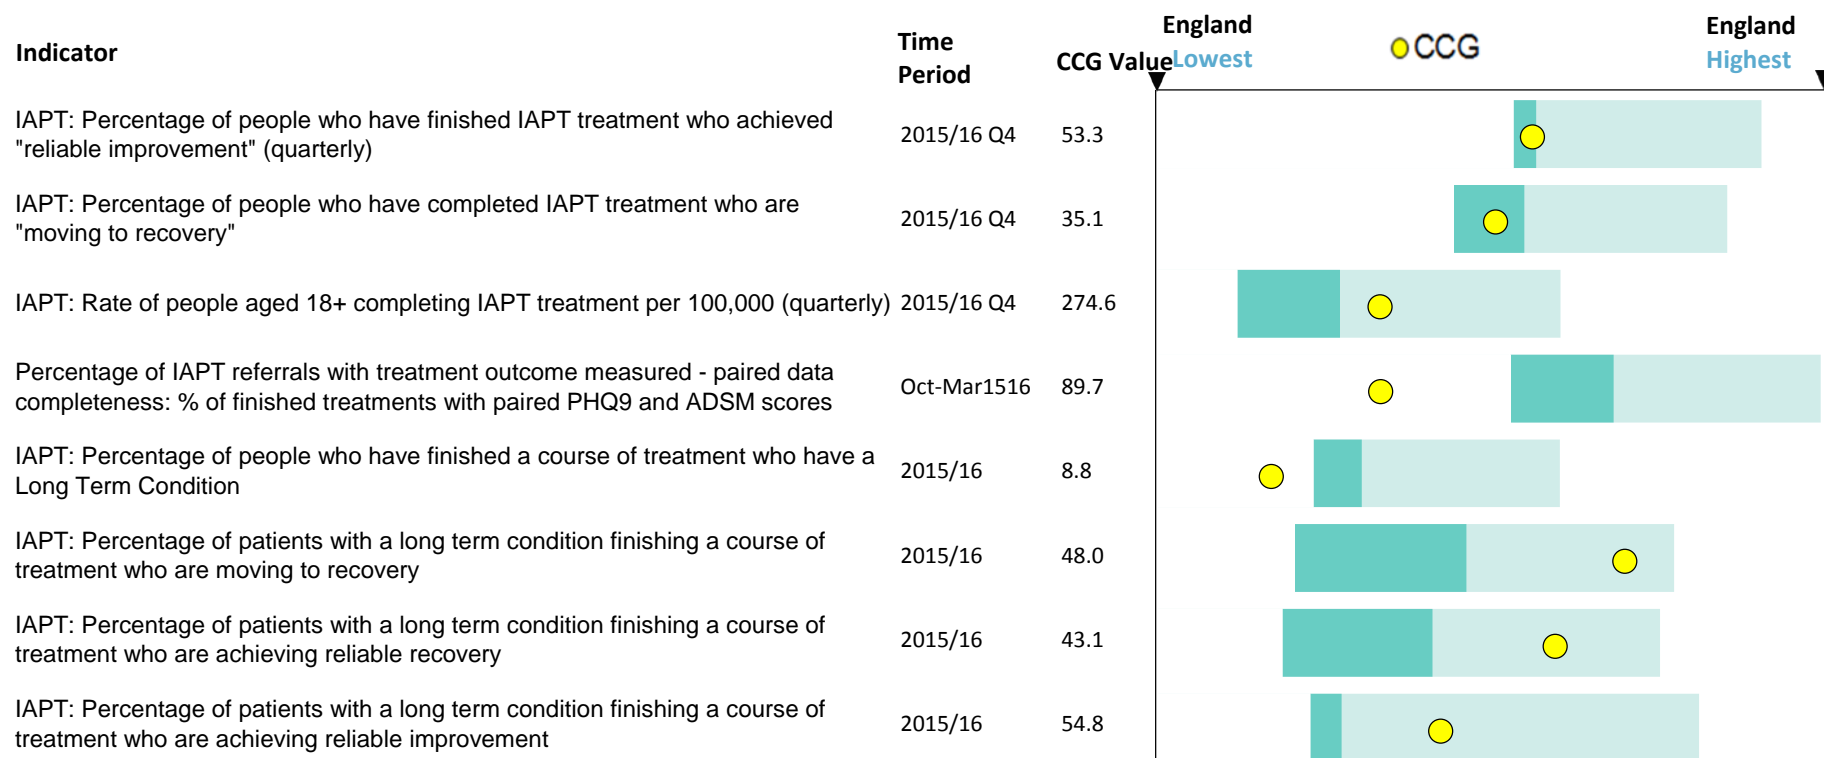 Indicator
Time Period
CCG Value
England Lowest
CCG
England Highest
IAPT: Percentage of people who have finished IAPT treatment who achieved
"reliable improvement" (quarterly)
2015/16 Q4
53.3
IAPT: Percentage of people who have completed IAPT treatment who are
"moving to recovery"
2015/16 Q4
35.1
IAPT: Rate of people aged 18+ completing IAPT treatment per 100,000 (quarterly)
2015/16 Q4
274.6
Percentage of IAPT referrals with treatment outcome measured - paired data
completeness: % of finished treatments with paired PHQ9 and ADSM scores
Oct-Mar1516
89.7
IAPT: Percentage of people who have finished a course of treatment who have a
Long Term Condition
2015/16
8.8
IAPT: Percentage of patients with a long term condition finishing a course of
treatment who are moving to recovery
2015/16
48.0
IAPT: Percentage of patients with a long term condition finishing a course of
treatment who are achieving reliable recovery
2015/16
43.1
IAPT: Percentage of patients with a long term condition finishing a course of
treatment who are achieving reliable improvement
2015/16
54.8